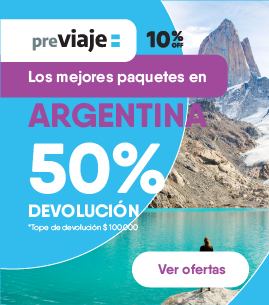 previaje
10%
OFF
Los mejores paquetes en
ARGENTINA
50%
DEVOLUCIÓN
*Tope de devolución $100.000
Ver ofertas